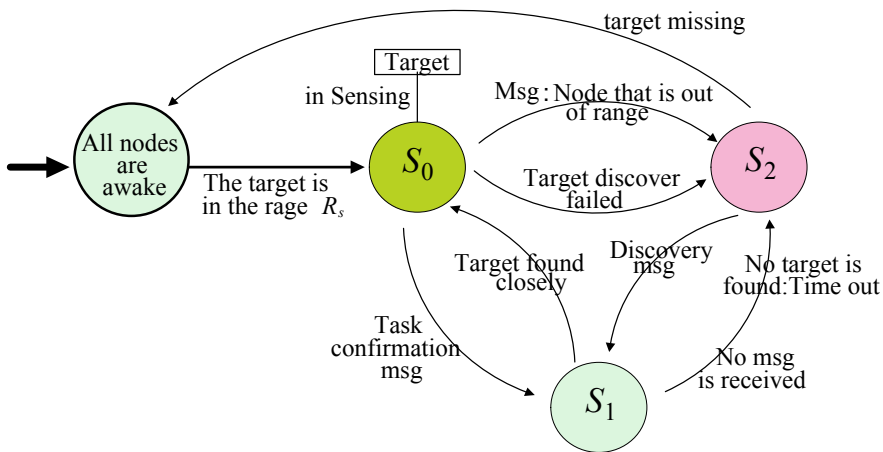 target missing
Target
in Sensing
Msg：Node that is out
of range
All nodes
are
awake
S0
S2
The target is
in the rage Rs
Target discover
failed
Target found
closely
Discovery
msg
No target is
found:Time out
Task
confirmation
msg
No msg
is received
S1